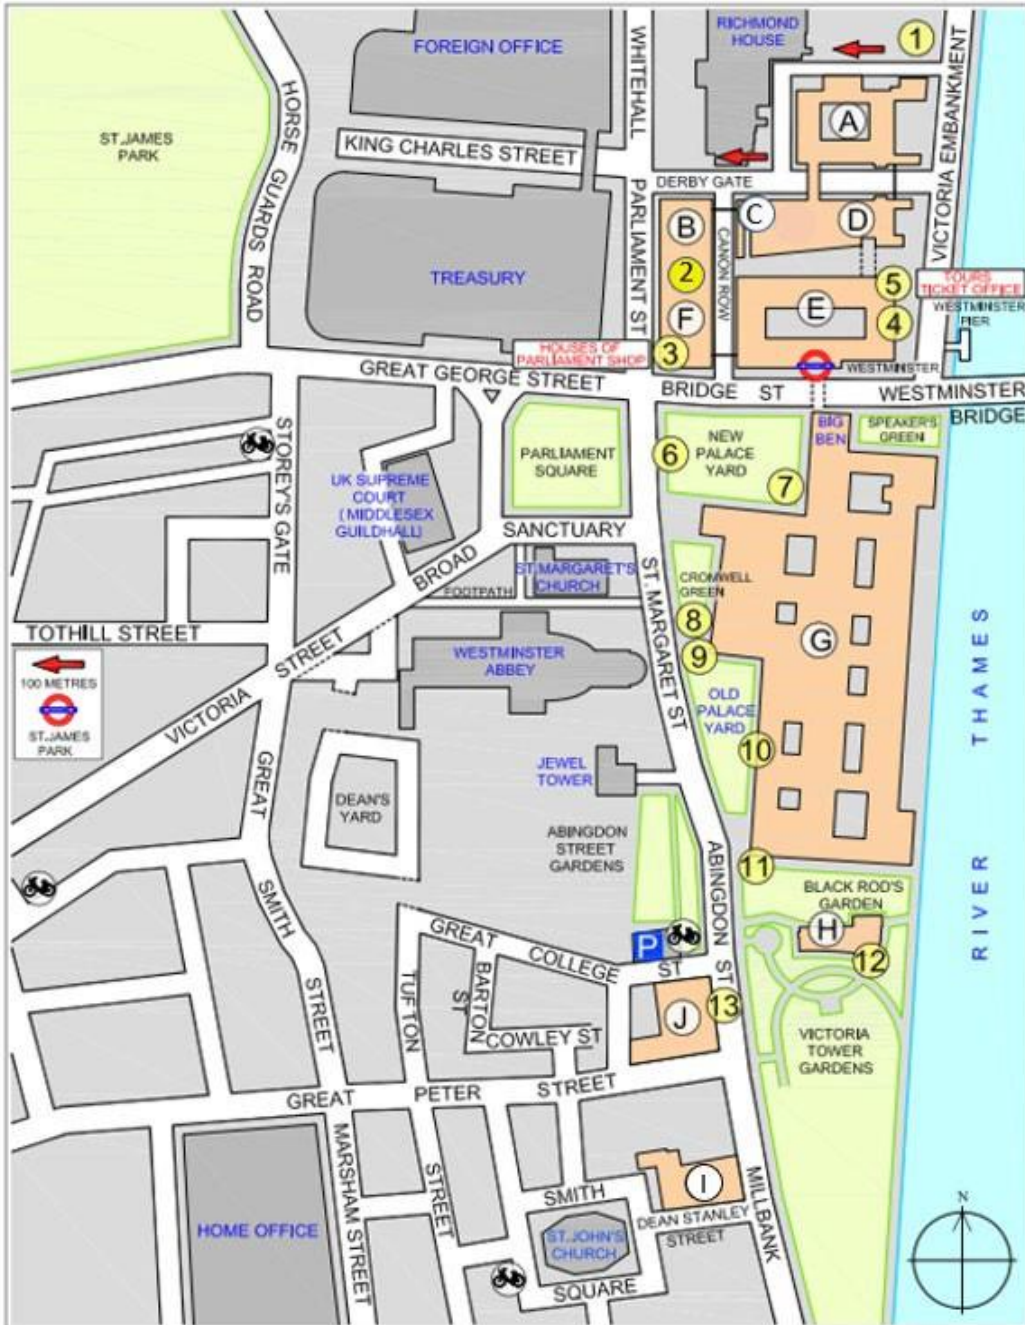 RICHMOND
HOUSE
1
FOREIGN OFFICE
WHITEHALL
VICTORIA EMBANKMENT
A
ST.JAMES
PARK
HORSE GUARDS ROAD
KING CHARLES STREET
DERBY GATE
PARLIAMENT ST
B
C
D
CANON ROW
TREASURY
2
5
TOURS
TICKET OFFICE
E
4
WESTMINSTER
PIER
F
HOUSES OF
PARLIAMENT SHOP
3
WESTMINSTER
GREAT GEORGE STREET
BRIDGE ST
WESTMINSTER
BRIDGE
BIG
BEN
SPEAKER'S
GREEN
STOREY'S GATE
PARLIAMENT
SQUARE
6
NEW
PALACE
YARD
7
UK SUPREME
COURT
(MIDDLESEX
GUILDHALL)
BROAD
SANCTUARY
ST.MARGARET'S
CHURCH
FOOTPATH
ST. MARGARET ST
CROMWELL
GREEN
8
G
TOTHILL STREET
VICTORIA STREET
WESTMINSTER
ABBEY
9
100 METRES
ST.JAMES
PARK
OLD
PALACE
YARD
10
RIVER THAMES
JEWEL
TOWER
GREAT SMITH STREET
DEAN'S
YARD
ABINGDON
STREET
GARDENS
ABINGDON ST
11
BLACK ROD'S
GARDEN
H
12
P
GREAT COLLEGE ST
TUFTON STREET
BARTON ST
COWLEY ST
J
13
VICTORIA
TOWER
GARDENS
GREAT PETER STREET
MARSHAM STREET
MILLBANK
I
SMITH SQUARE
DEAN STANLEY
STREET
HOME OFFICE
ST.JOHN'S
CHURCH
N